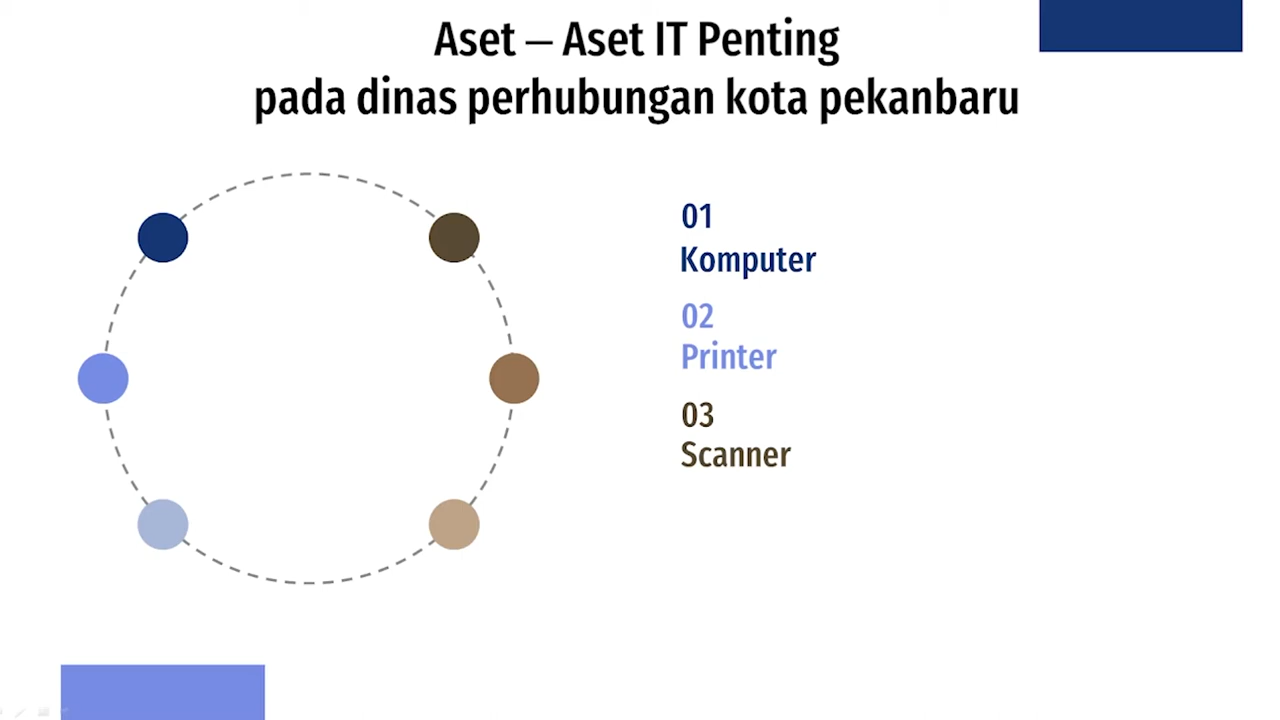 Aset – Aset IT Penting
pada dinas perhubungan kota pekanbaru
01
Komputer
02
Printer
03
Scanner